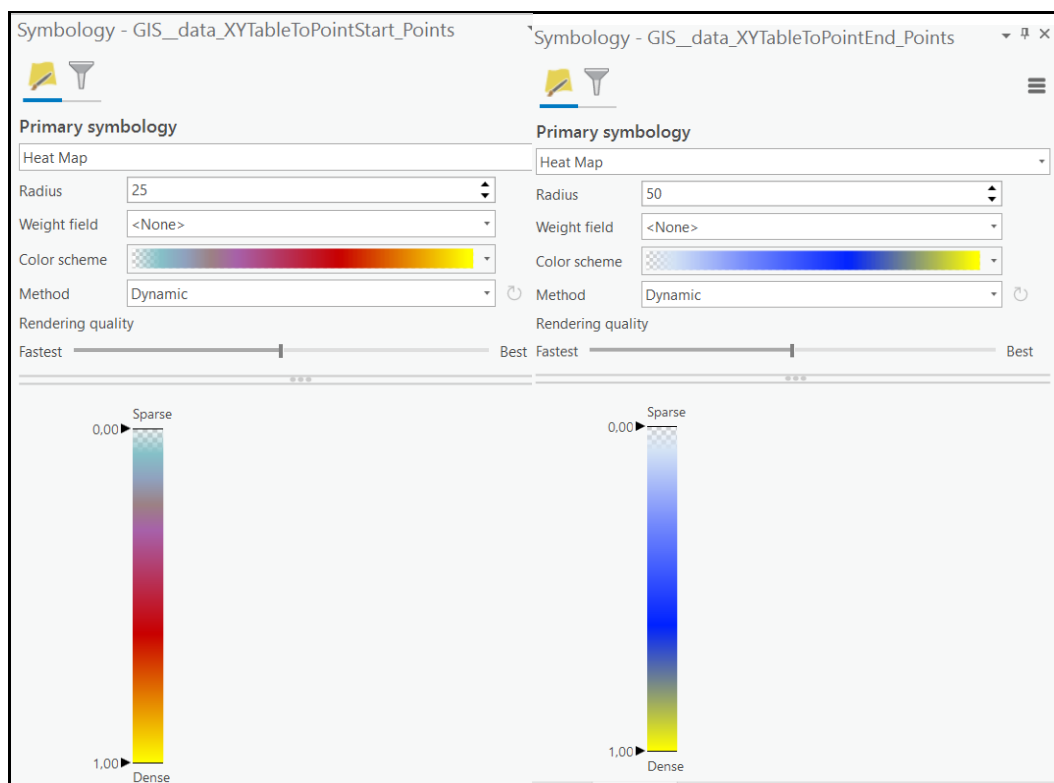 Symbology - GIS__data_XYTableToPointStart_Points
Primary symbology
Heat Map
Radius 25
Weight field <None>
Color scheme
Method Dynamic
Rendering quality
Fastest Best
Sparse
0,00
1,00
Dense
Symbology - GIS__data_XYTableToPointEnd_Points
Primary symbology
Heat Map
Radius 50
Weight field <None>
Color scheme
Method Dynamic
Rendering quality
Fastest Best
Sparse
0,00
1,00
Dense